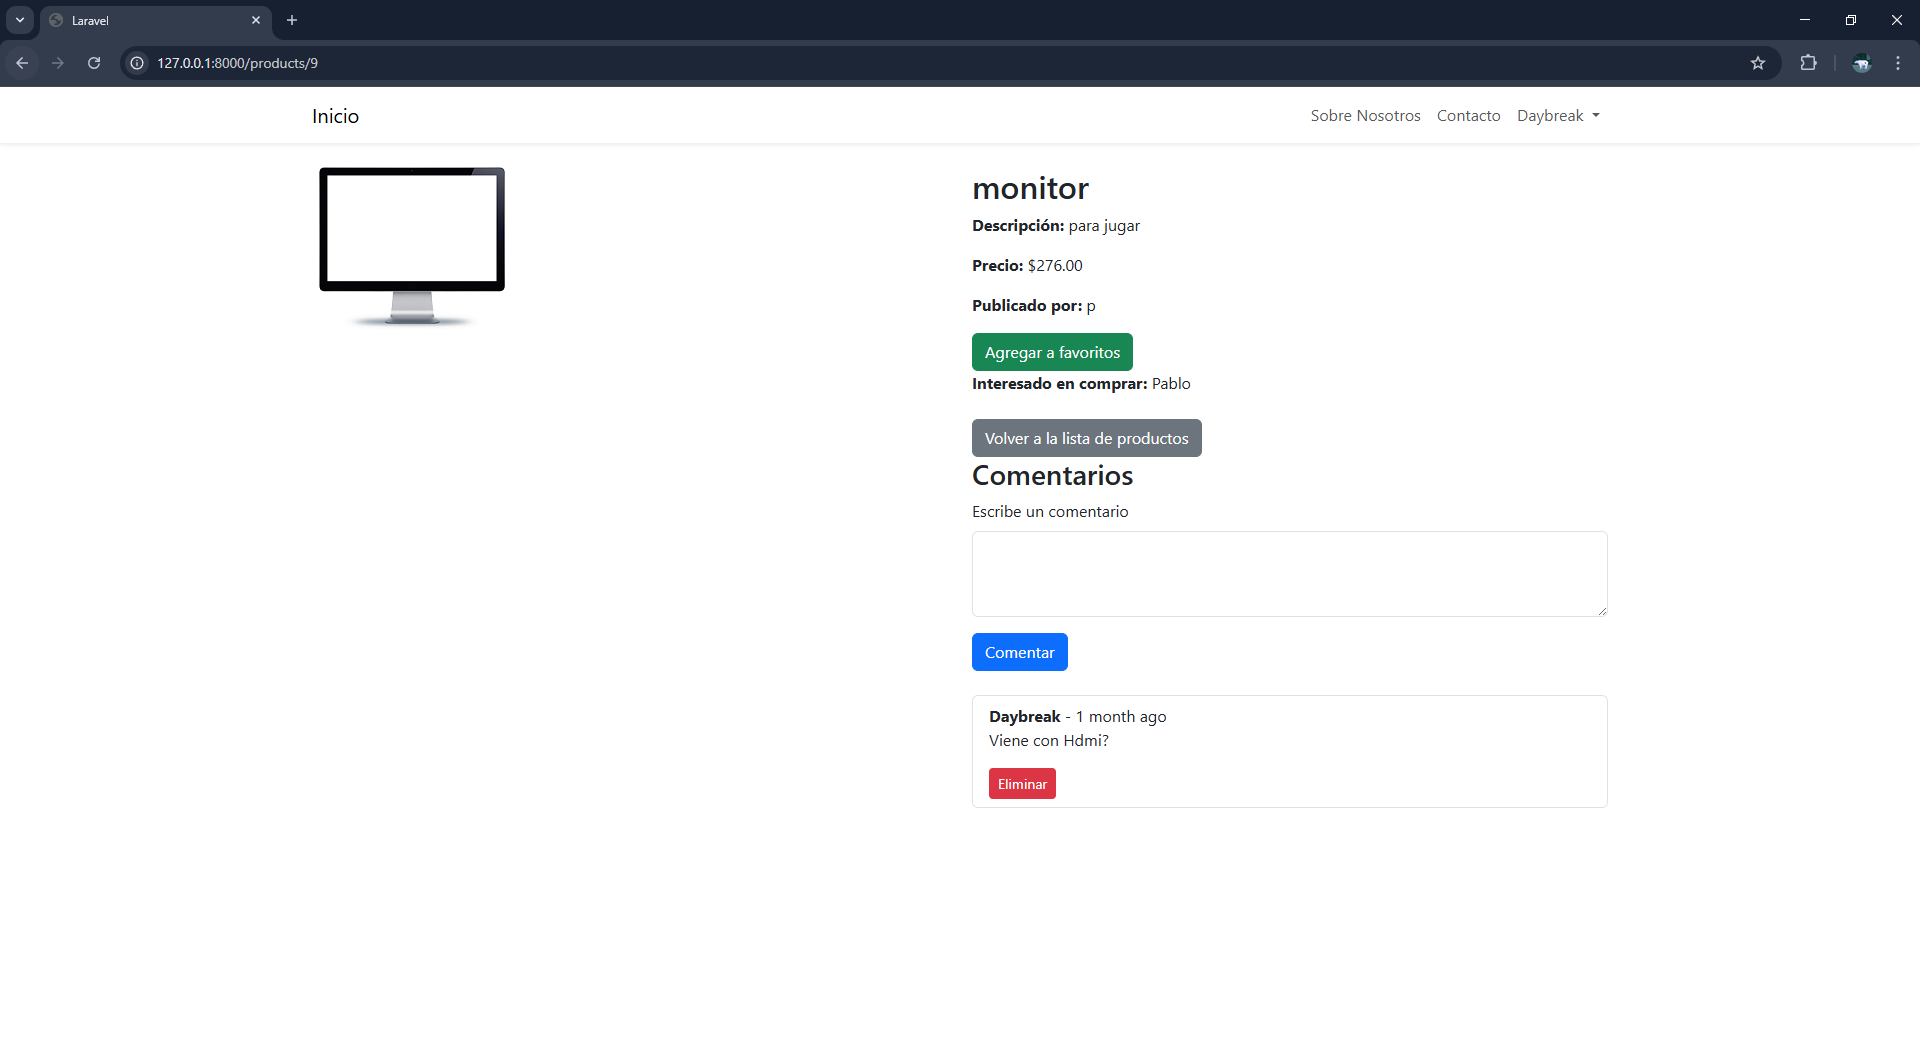 Laravel
127.0.0.1:8000/products/9
Inicio
Sobre Nosotros
Contacto
Daybreak
monitor
Descripción: para jugar
Precio: $276.00
Publicado por: p
Agregar a favoritos
Interesado en comprar: Pablo
Volver a la lista de productos
Comentarios
Escribe un comentario
Comentar
Daybreak - 1 month ago
Viene con Hdmi?
Eliminar